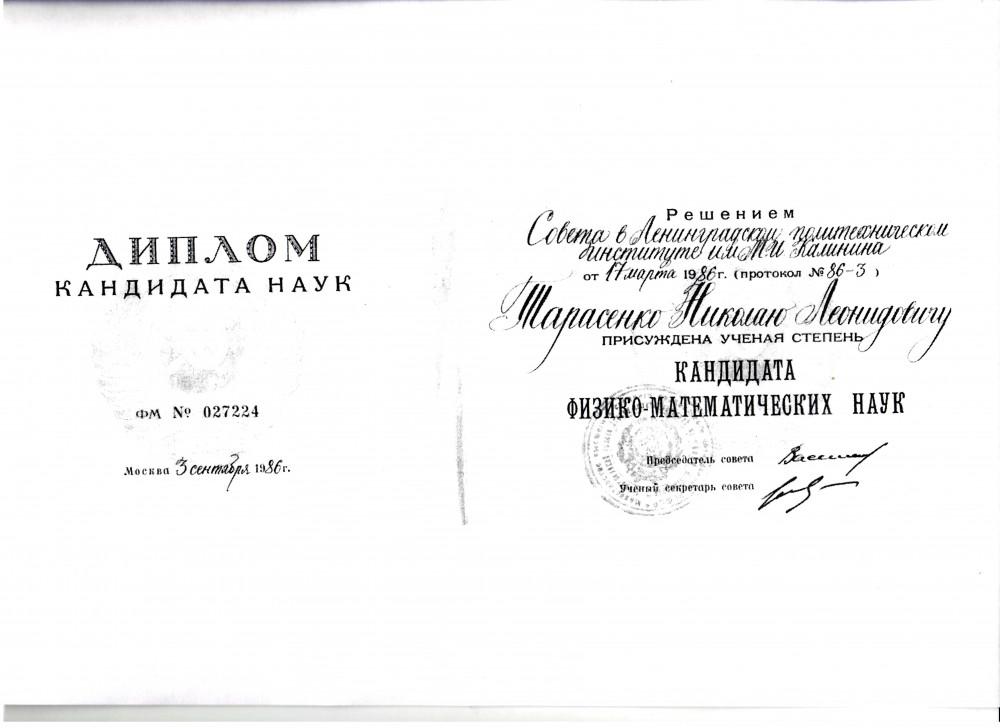 ДИПЛОМ
КАНДИДАТА НАУК
ФМ № 027224
Москва 3 сентября 1986 г.
Решением
Совета в Ленинградском политехническом
институте им. М.И. Калинина
от 17 марта 1986 г. (протокол № 86-3)
Тарасенко Николаю Леонидовичу
ПРИСУЖДЕНА УЧЕНАЯ СТЕПЕНЬ
КАНДИДАТА
ФИЗИКО-МАТЕМАТИЧЕСКИХ НАУК
Председатель совета
Ученый секретарь совета